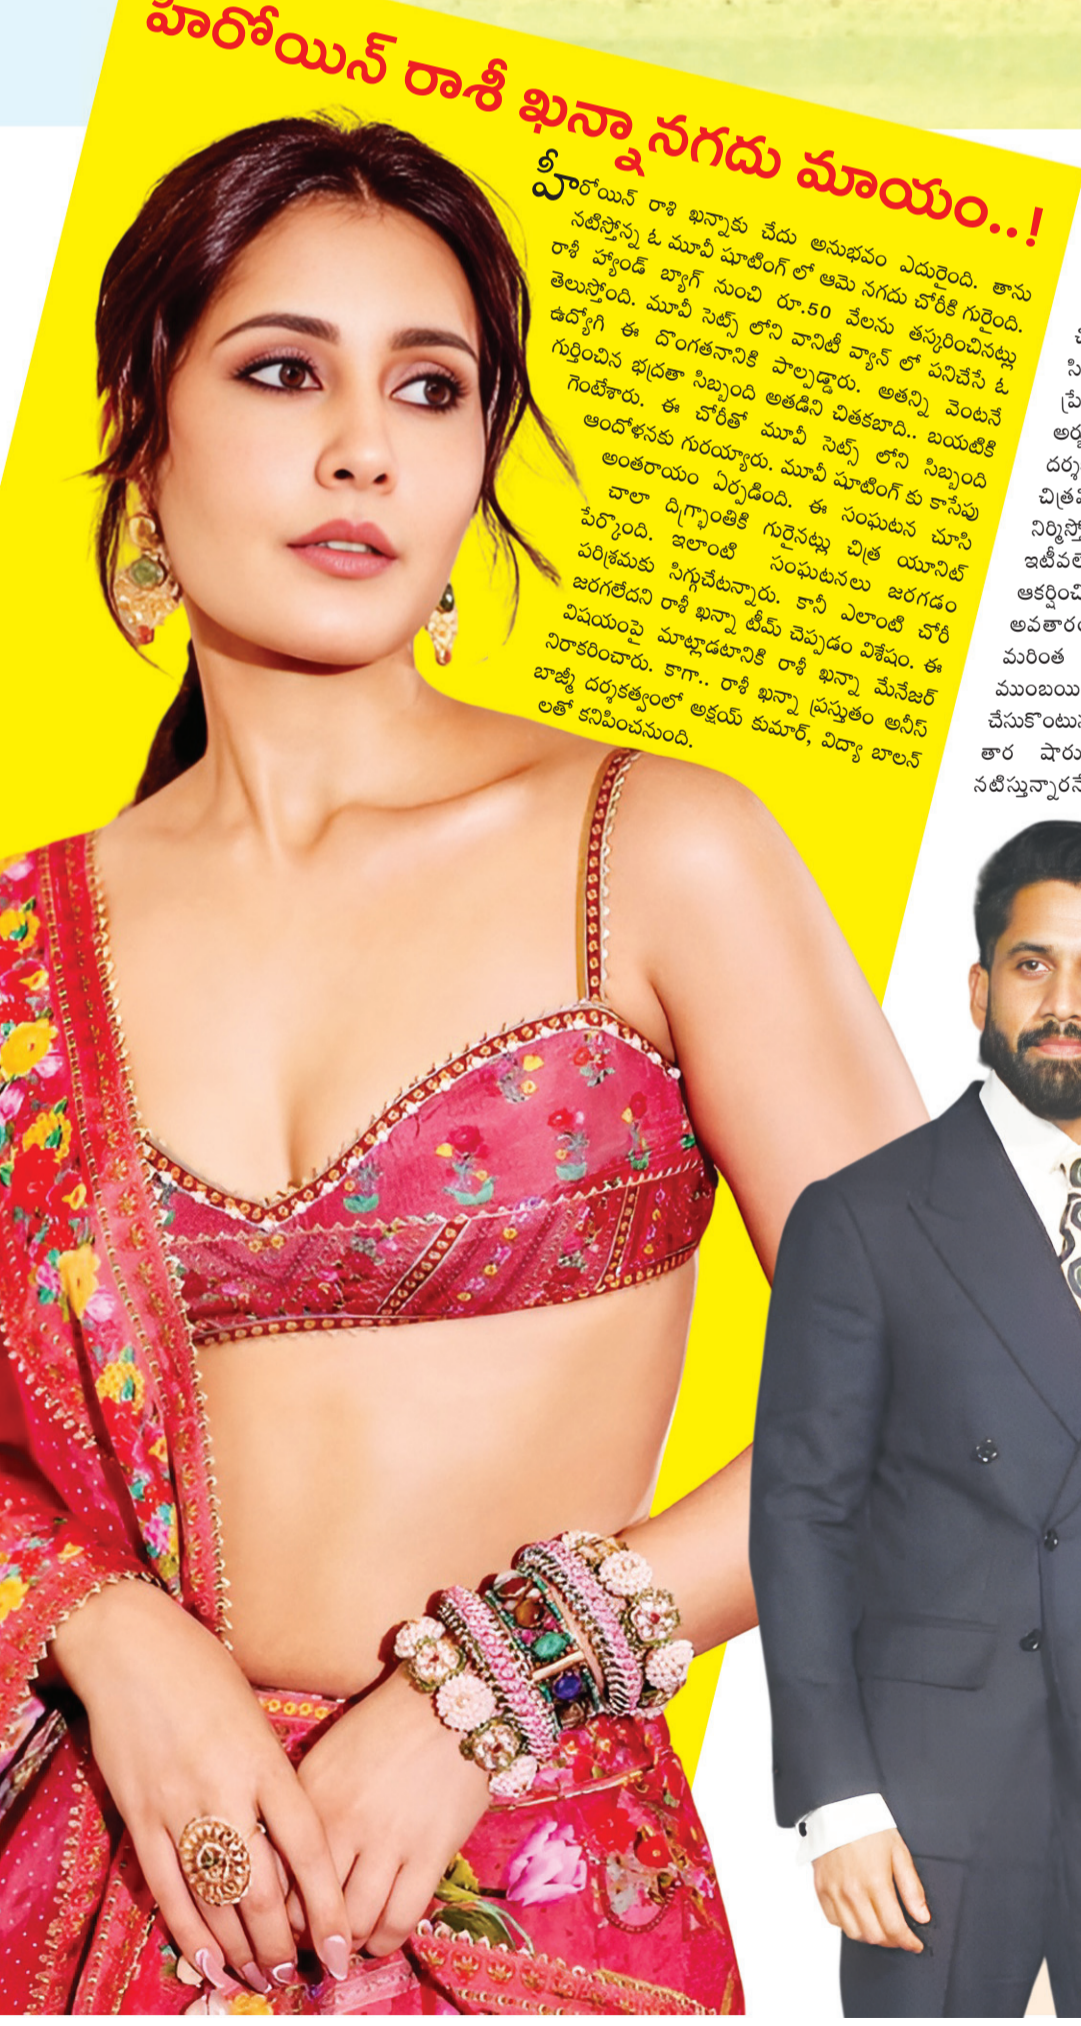 హీరోయిన్ రాశీ ఖన్నా నగదు మాయం..!
హీరోయిన్ రాశి ఖన్నాకు చేదు అనుభవం ఎదురైంది. తాను
నటిస్తోన్న ఓ మూవీ షూటింగ్ లో ఆమె నగదు చోరీకి గురైంది.
రాశీ హ్యాండ్ బ్యాగ్ నుంచి రూ.50 వేలను తస్కరించినట్లు
తెలుస్తోంది. మూవీ సెట్స్ లోని వానిటీ వ్యాన్ లో పనిచేసే ఓ
ఉద్యోగి ఈ దొంగతనానికి పాల్పడ్డారు. అతన్ని వెంటనే
గుర్తించిన భద్రతా సిబ్బంది అతడిని చితకబాది.. బయటికి
గెంటేశారు. ఈ చోరీతో మూవీ సెట్స్ లోని సిబ్బంది
ఆందోళనకు గురయ్యారు. మూవీ షూటింగ్ కు కాసేపు
అంతరాయం ఏర్పడింది. ఈ సంఘటన చూసి
చాలా దిగ్భ్రాంతికి గురైనట్లు చిత్ర యూనిట్
పేర్కొంది. ఇలాంటి సంఘటనలు జరగడం
పరిశ్రమకు సిగ్గుచేటన్నారు. కానీ ఎలాంటి చోరీ
జరగలేదని రాశీ ఖన్నా టీమ్ చెప్పడం విశేషం. ఈ
విషయంపై మాట్లాడటానికి రాశీ ఖన్నా మేనేజర్
నిరాకరించారు. కాగా.. రాశీ ఖన్నా ప్రస్తుతం అనీస్
బాజ్మీ దర్శకత్వంలో అక్షయ్ కుమార్, విద్యా బాలన్
లతో కనిపించనుంది.
మరింత
తార